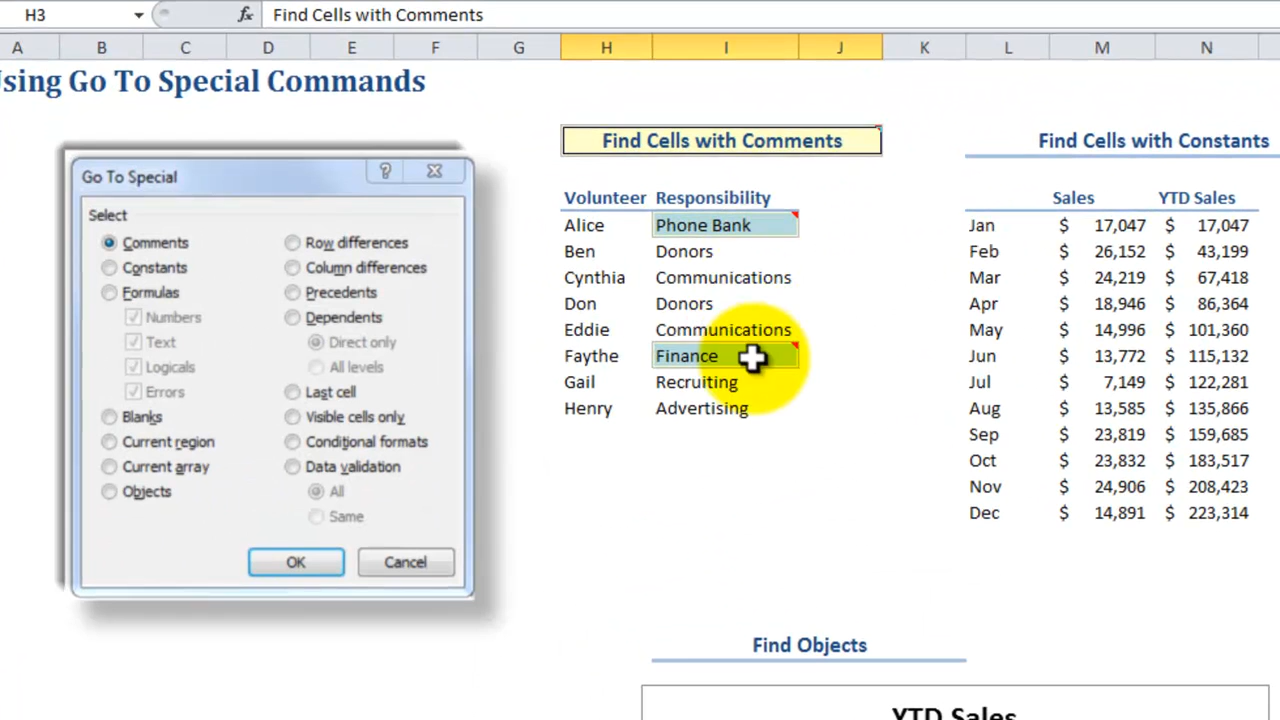 H3 fx Find Cells with Comments
A B C D E F G H I J K L M N
Using Go To Special Commands
Go To Special
Select
Comments
Constants
Formulas
Numbers
Text
Logicals
Errors
Blanks
Current region
Current array
Objects
Row differences
Column differences
Precedents
Dependents
Direct only
All levels
Last cell
Visible cells only
Conditional formats
Data validation
All
Same
OK Cancel
Find Cells with Comments
Volunteer Responsibility
Alice Phone Bank
Ben Donors
Cynthia Communications
Don Donors
Eddie Communications
Faythe Finance
Gail Recruiting
Henry Advertising
Find Cells with Constants
Sales YTD Sales
Jan $ 17,047 $ 17,047
Feb $ 26,152 $ 43,199
Mar $ 24,219 $ 67,418
Apr $ 18,946 $ 86,364
May $ 14,996 $ 101,360
Jun $ 13,772 $ 115,132
Jul $ 7,149 $ 122,281
Aug $ 13,585 $ 135,866
Sep $ 23,819 $ 159,685
Oct $ 23,832 $ 183,517
Nov $ 24,906 $ 208,423
Dec $ 14,891 $ 223,314
Find Objects
YTD Sales